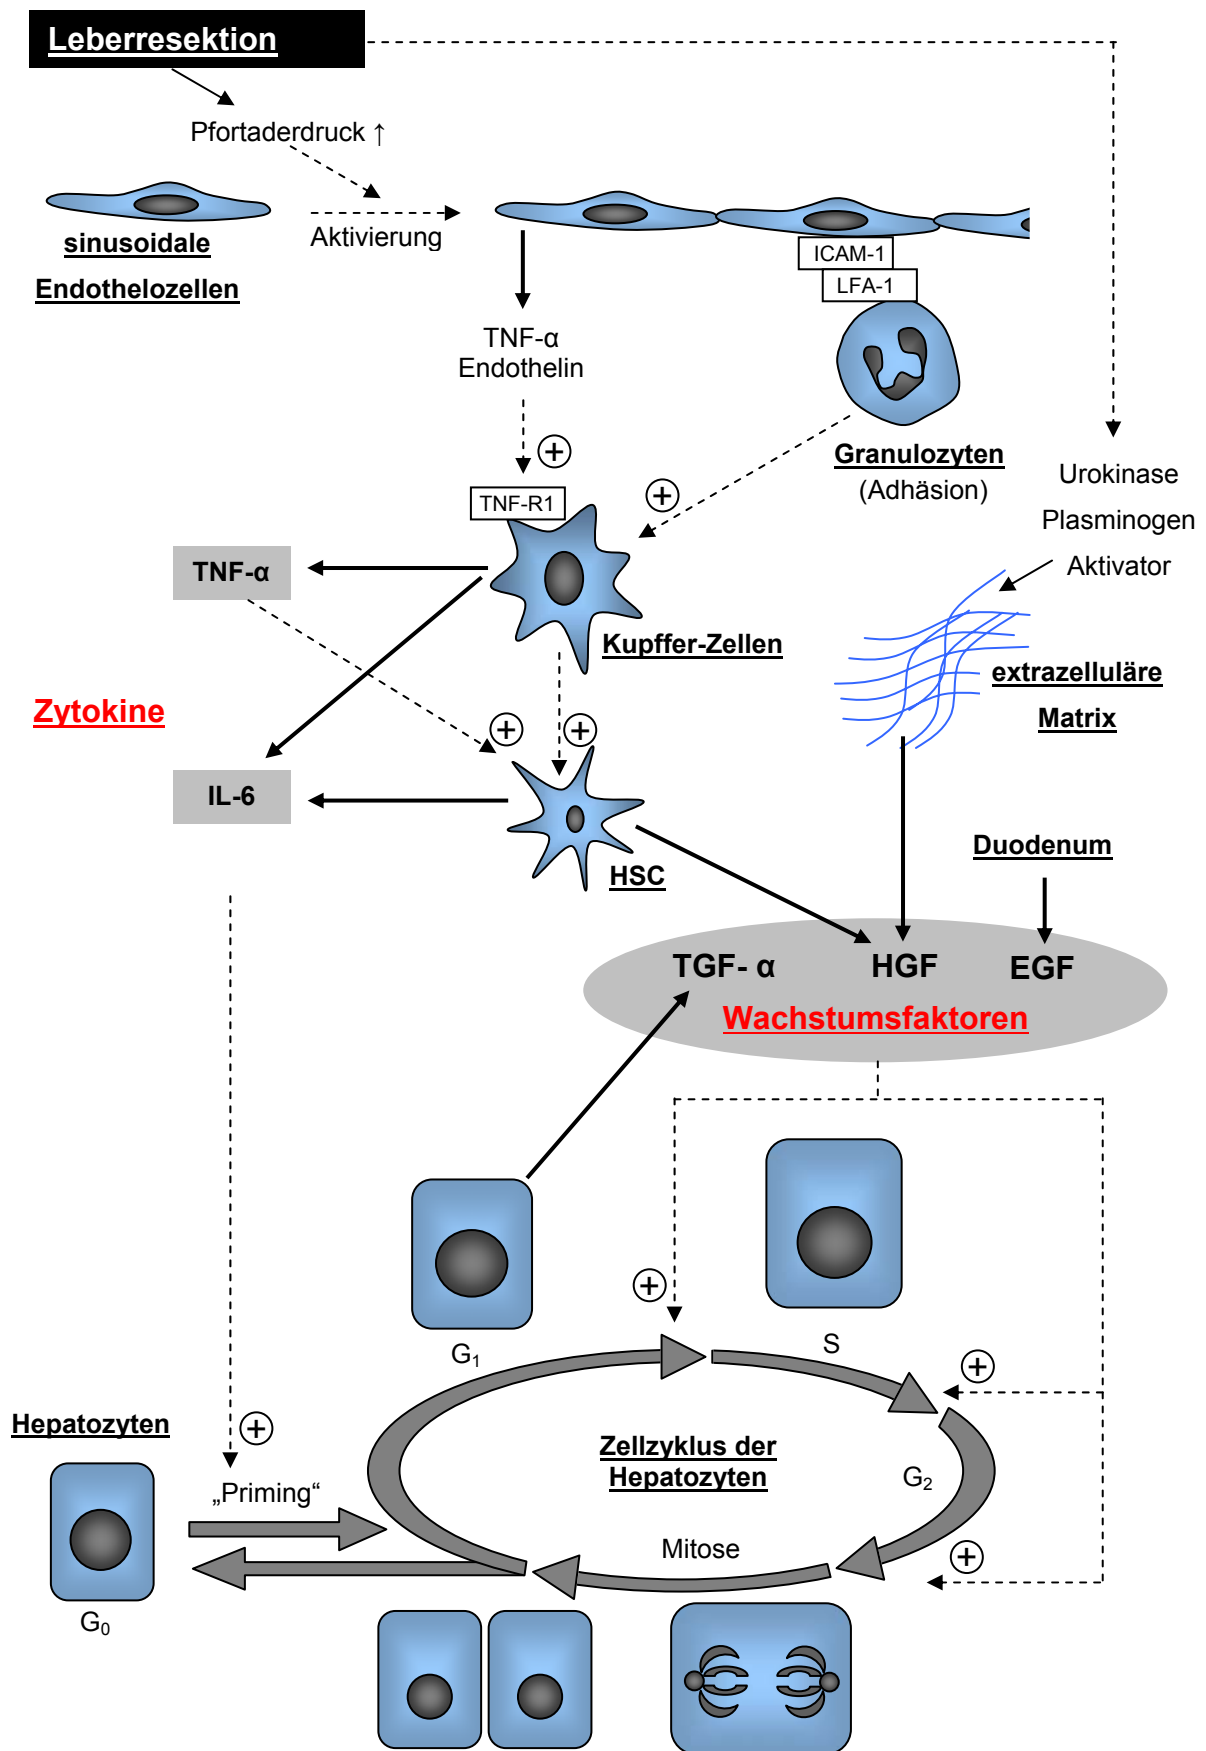 Leberresektion
Pfortaderdruck ↑
Aktivierung
sinusoidale
Endothelozellen
ICAM-1
LFA-1
TNF-α
Endothelin
+
Granulozyten
(Adhäsion)
Urokinase
Plasminogen
Aktivator
+
TNF-R1
TNF-α
Kupffer-Zellen
extrazelluläre
Matrix
Zytokine
+
+
IL-6
HSC
Duodenum
TGF- α
HGF
EGF
Wachstumsfaktoren
+
G1
S
+
Hepatozyten
+
Zellzyklus der
Hepatozyten
G2
„Priming“
Mitose
+
G0